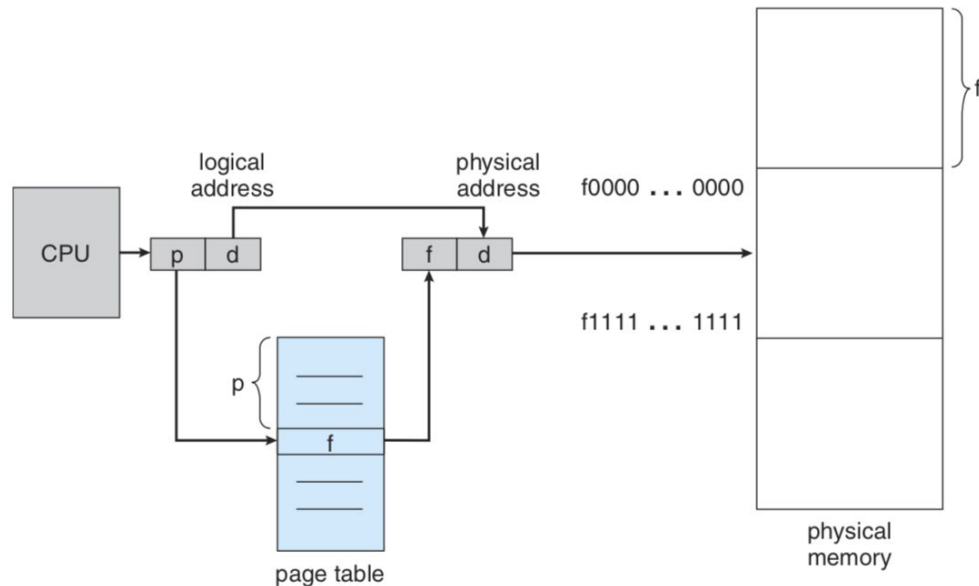 f
logical
address
physical
address
f0000 ... 0000
CPU
p
d
f
d
f1111 ... 1111
p
f
physical
memory
page table